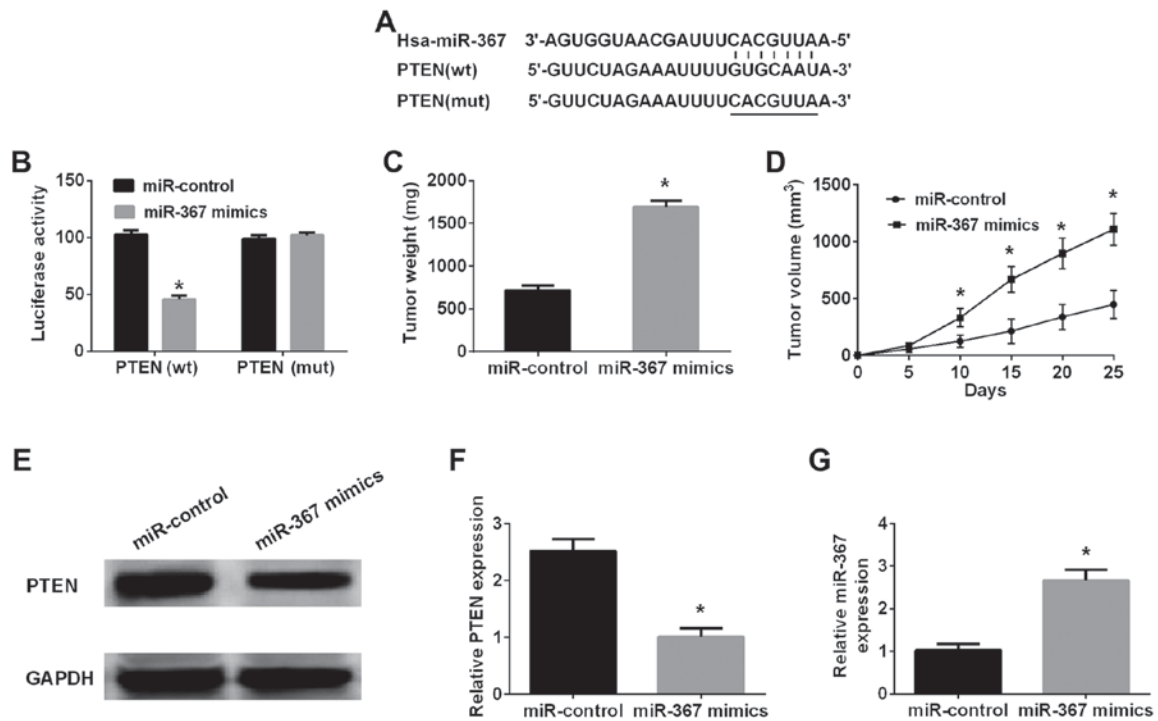 A
Hsa-miR-367 3'-AGUGGUAACGAUUUCACGUUAA-5'
PTEN(wt) 5'-GUUCUAGAAAUUUUGUGCAAUA-3'
PTEN(mut) 5'-GUUCUAGAAAUUUUCACGUUAA-3'
B
Luciferase activity
150
100
50
0
miR-control
miR-367 mimics
*
PTEN (wt) PTEN (mut)
C
Tumor weight (mg)
2000
1500
1000
500
0
*
miR-control miR-367 mimics
D
Tumor volume (mm³)
1500
1000
500
0
miR-control
miR-367 mimics
* * * *
0 5 10 15 20 25
Days
E
miR-control miR-367 mimics
PTEN
GAPDH
F
Relative PTEN expression
3
2
1
0
*
miR-control miR-367 mimics
G
Relative miR-367
expression
4
3
2
1
0
*
miR-control miR-367 mimics